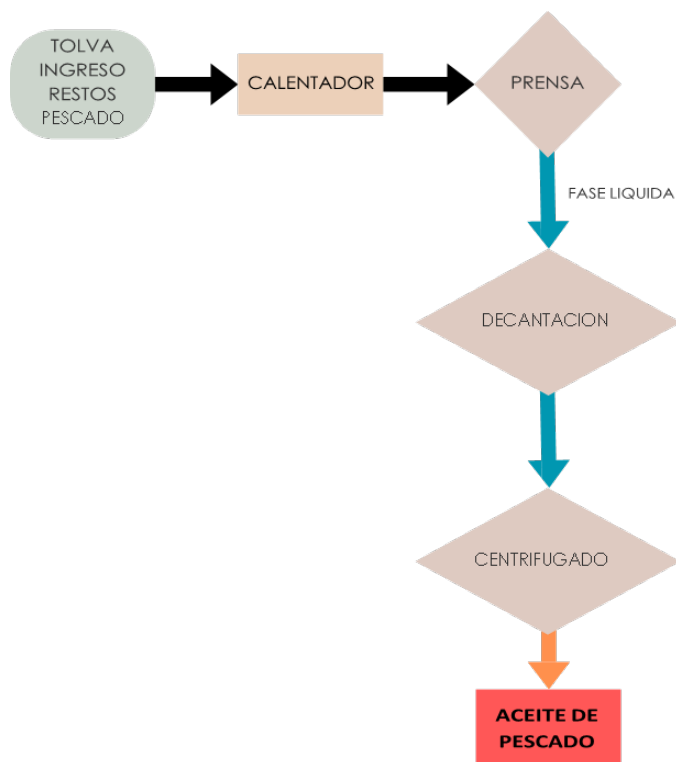 TOLVA
INGRESO
RESTOS
PESCADO
CALENTADOR
PRENSA
FASE LIQUIDA
DECANTACION
CENTRIFUGADO
ACEITE DE
PESCADO